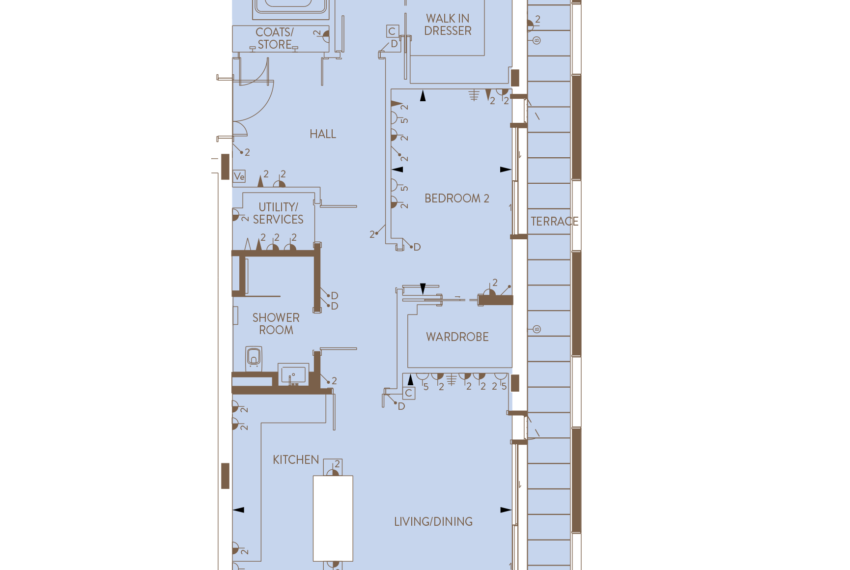 WALK IN
DRESSER
COATS/
STORE
2
C
D
2
2
2
2
HALL
5
2
2
2
Ve
2
2
5
BEDROOM 2
2
UTILITY/
SERVICES
2
TERRACE
2
2
2
2
D
2
D
D
SHOWER
ROOM
WARDROBE
2
5
2
2
2
2
5
C
D
2
2
KITCHEN
2
LIVING/DINING
2